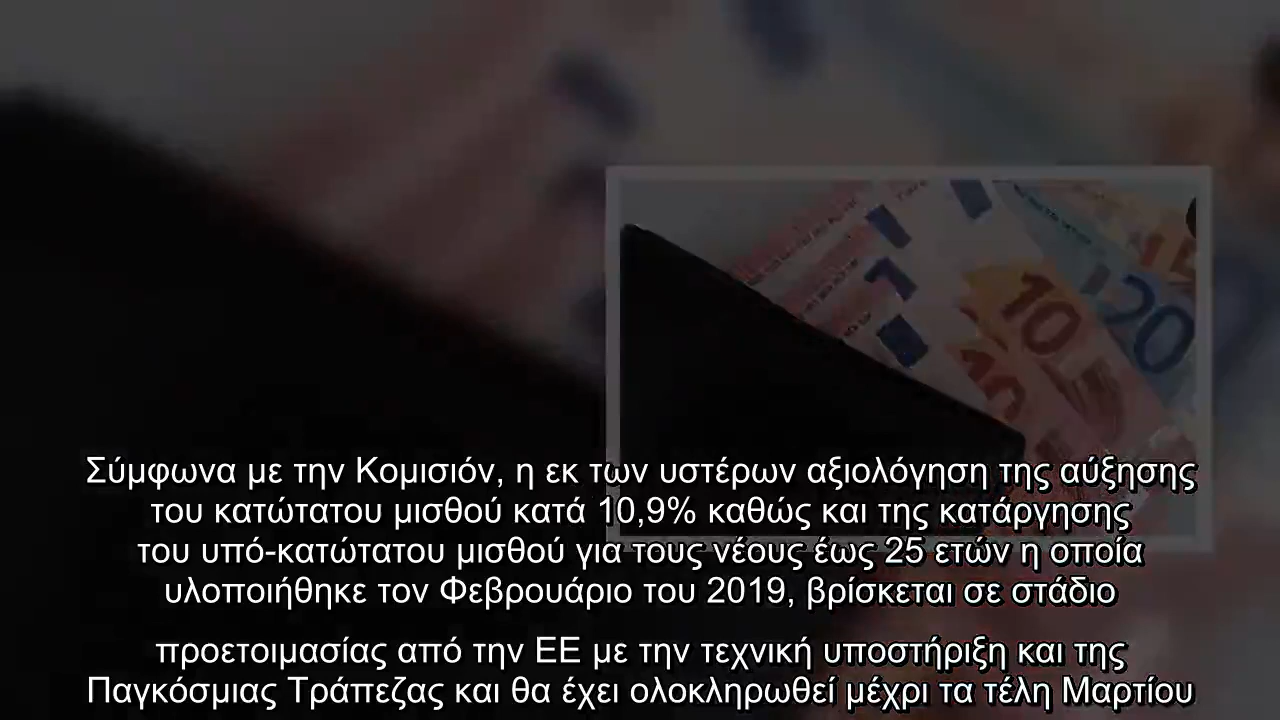 Σύμφωνα με την Κομισιόν, η εκ των υστέρων αξιολόγηση της αύξησης
του κατώτατου μισθού κατά 10,9% καθώς και της κατάργησης
του υπό-κατώτατου μισθού για τους νέους έως 25 ετών η οποία
υλοποιήθηκε τον Φεβρουάριο του 2019, βρίσκεται σε στάδιο
προετοιμασίας από την ΕΕ με την τεχνική υποστήριξη και της
Παγκόσμιας Τράπεζας και θα έχει ολοκληρωθεί μέχρι τα τέλη Μαρτίου
10
20